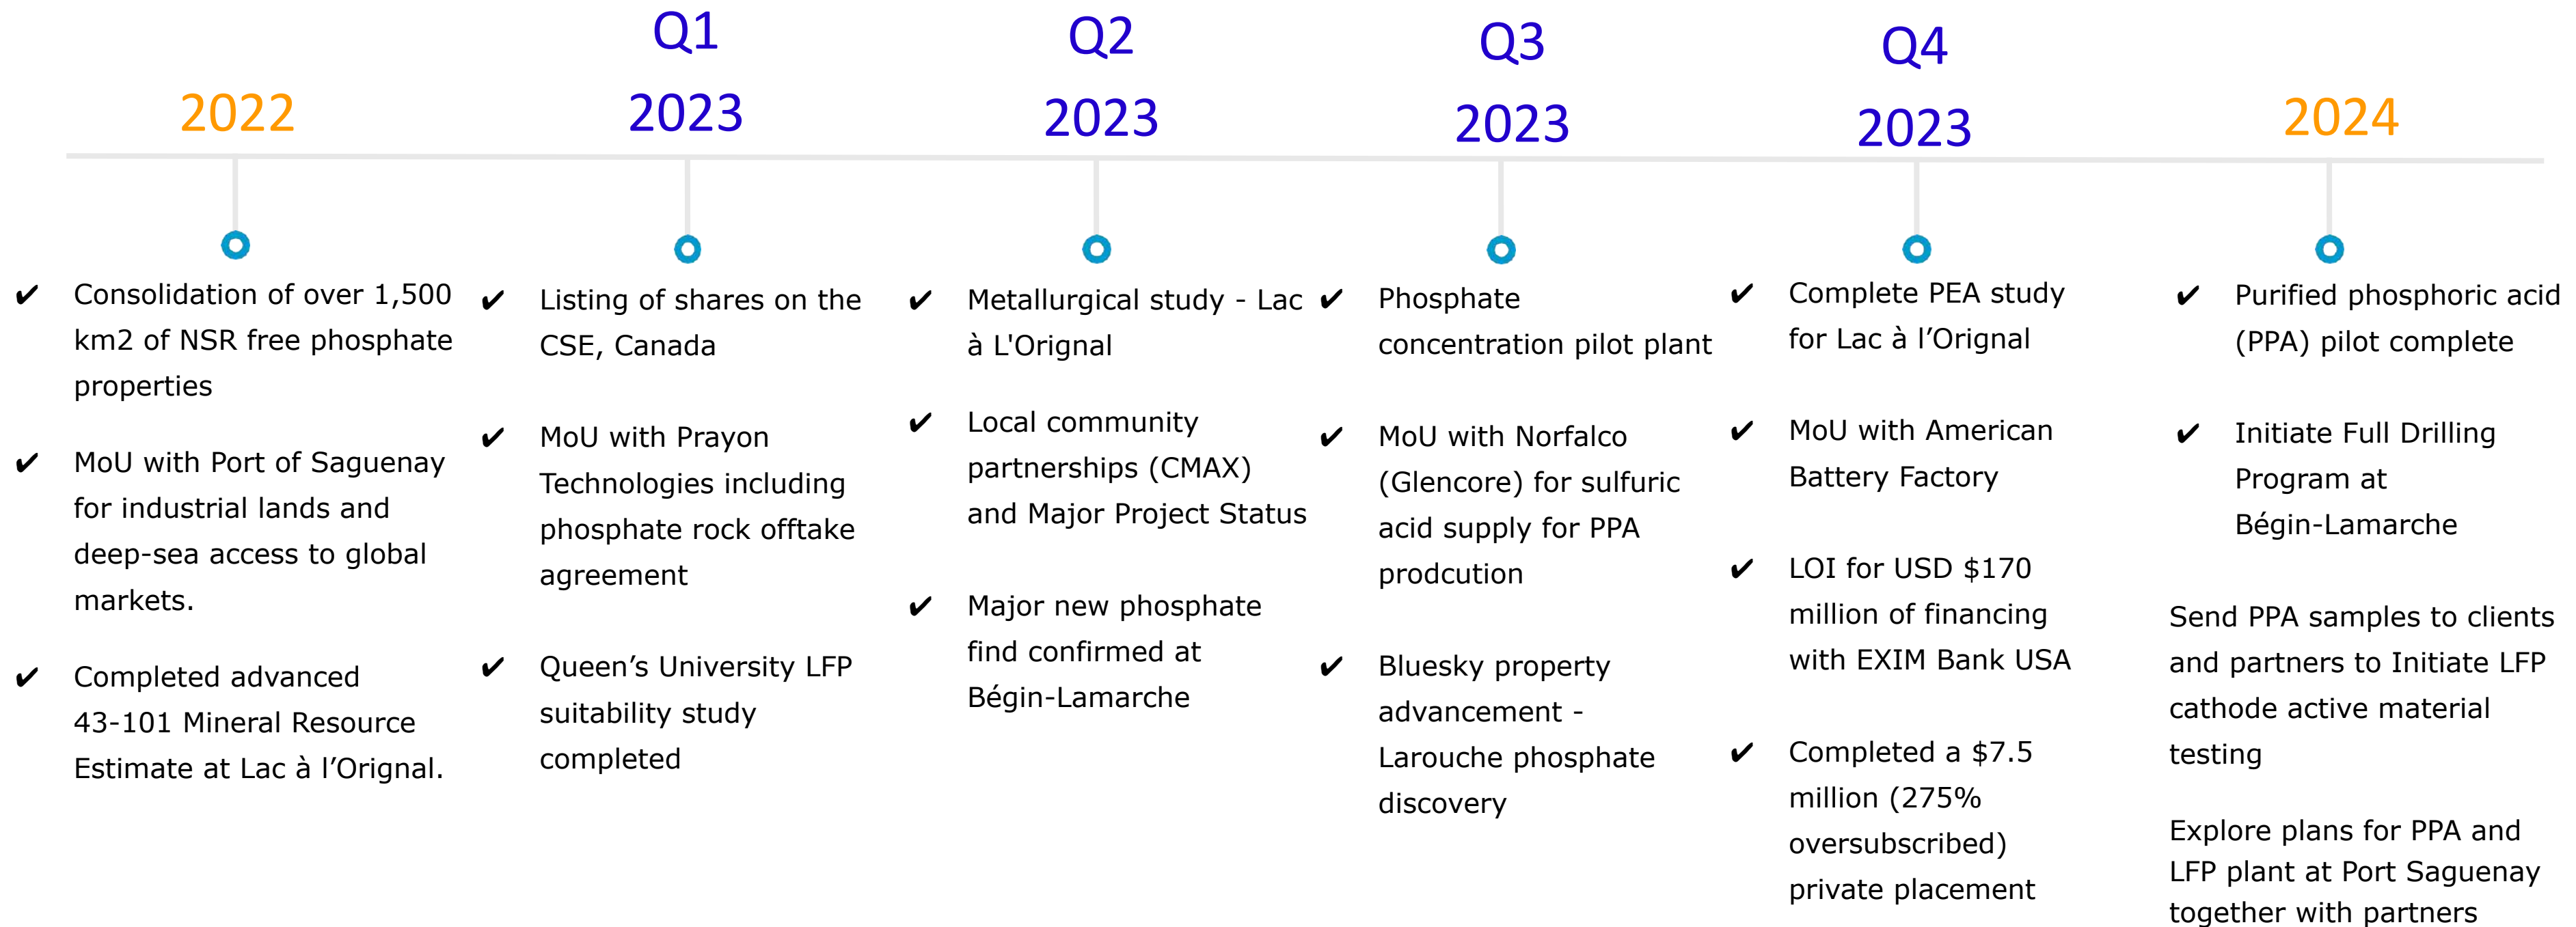 2022
✔ Consolidation of over 1,500
km2 of NSR free phosphate
properties
✔ MoU with Port of Saguenay
for industrial lands and
deep-sea access to global
markets.
✔ Completed advanced
43-101 Mineral Resource
Estimate at Lac à l’Orignal.
Q1
2023
✔ Listing of shares on the
CSE, Canada
✔ MoU with Prayon
Technologies including
phosphate rock offtake
agreement
✔ Queen’s University LFP
suitability study
completed
Q2
2023
✔ Metallurgical study - Lac
à L'Orignal
✔ Local community
partnerships (CMAX)
and Major Project Status
✔ Major new phosphate
find confirmed at
Bégin-Lamarche
Q3
2023
✔ Phosphate
concentration pilot plant
✔ MoU with Norfalco
(Glencore) for sulfuric
acid supply for PPA
prodcution
✔ Bluesky property
advancement -
Larouche phosphate
discovery
Q4
2023
✔ Complete PEA study
for Lac à l’Orignal
✔ MoU with American
Battery Factory
✔ LOI for USD $170
million of financing
with EXIM Bank USA
✔ Completed a $7.5
million (275%
oversubscribed)
private placement
2024
✔ Purified phosphoric acid
(PPA) pilot complete
✔ Initiate Full Drilling
Program at
Bégin-Lamarche
Send PPA samples to clients
and partners to Initiate LFP
cathode active material
testing
Explore plans for PPA and
LFP plant at Port Saguenay
together with partners